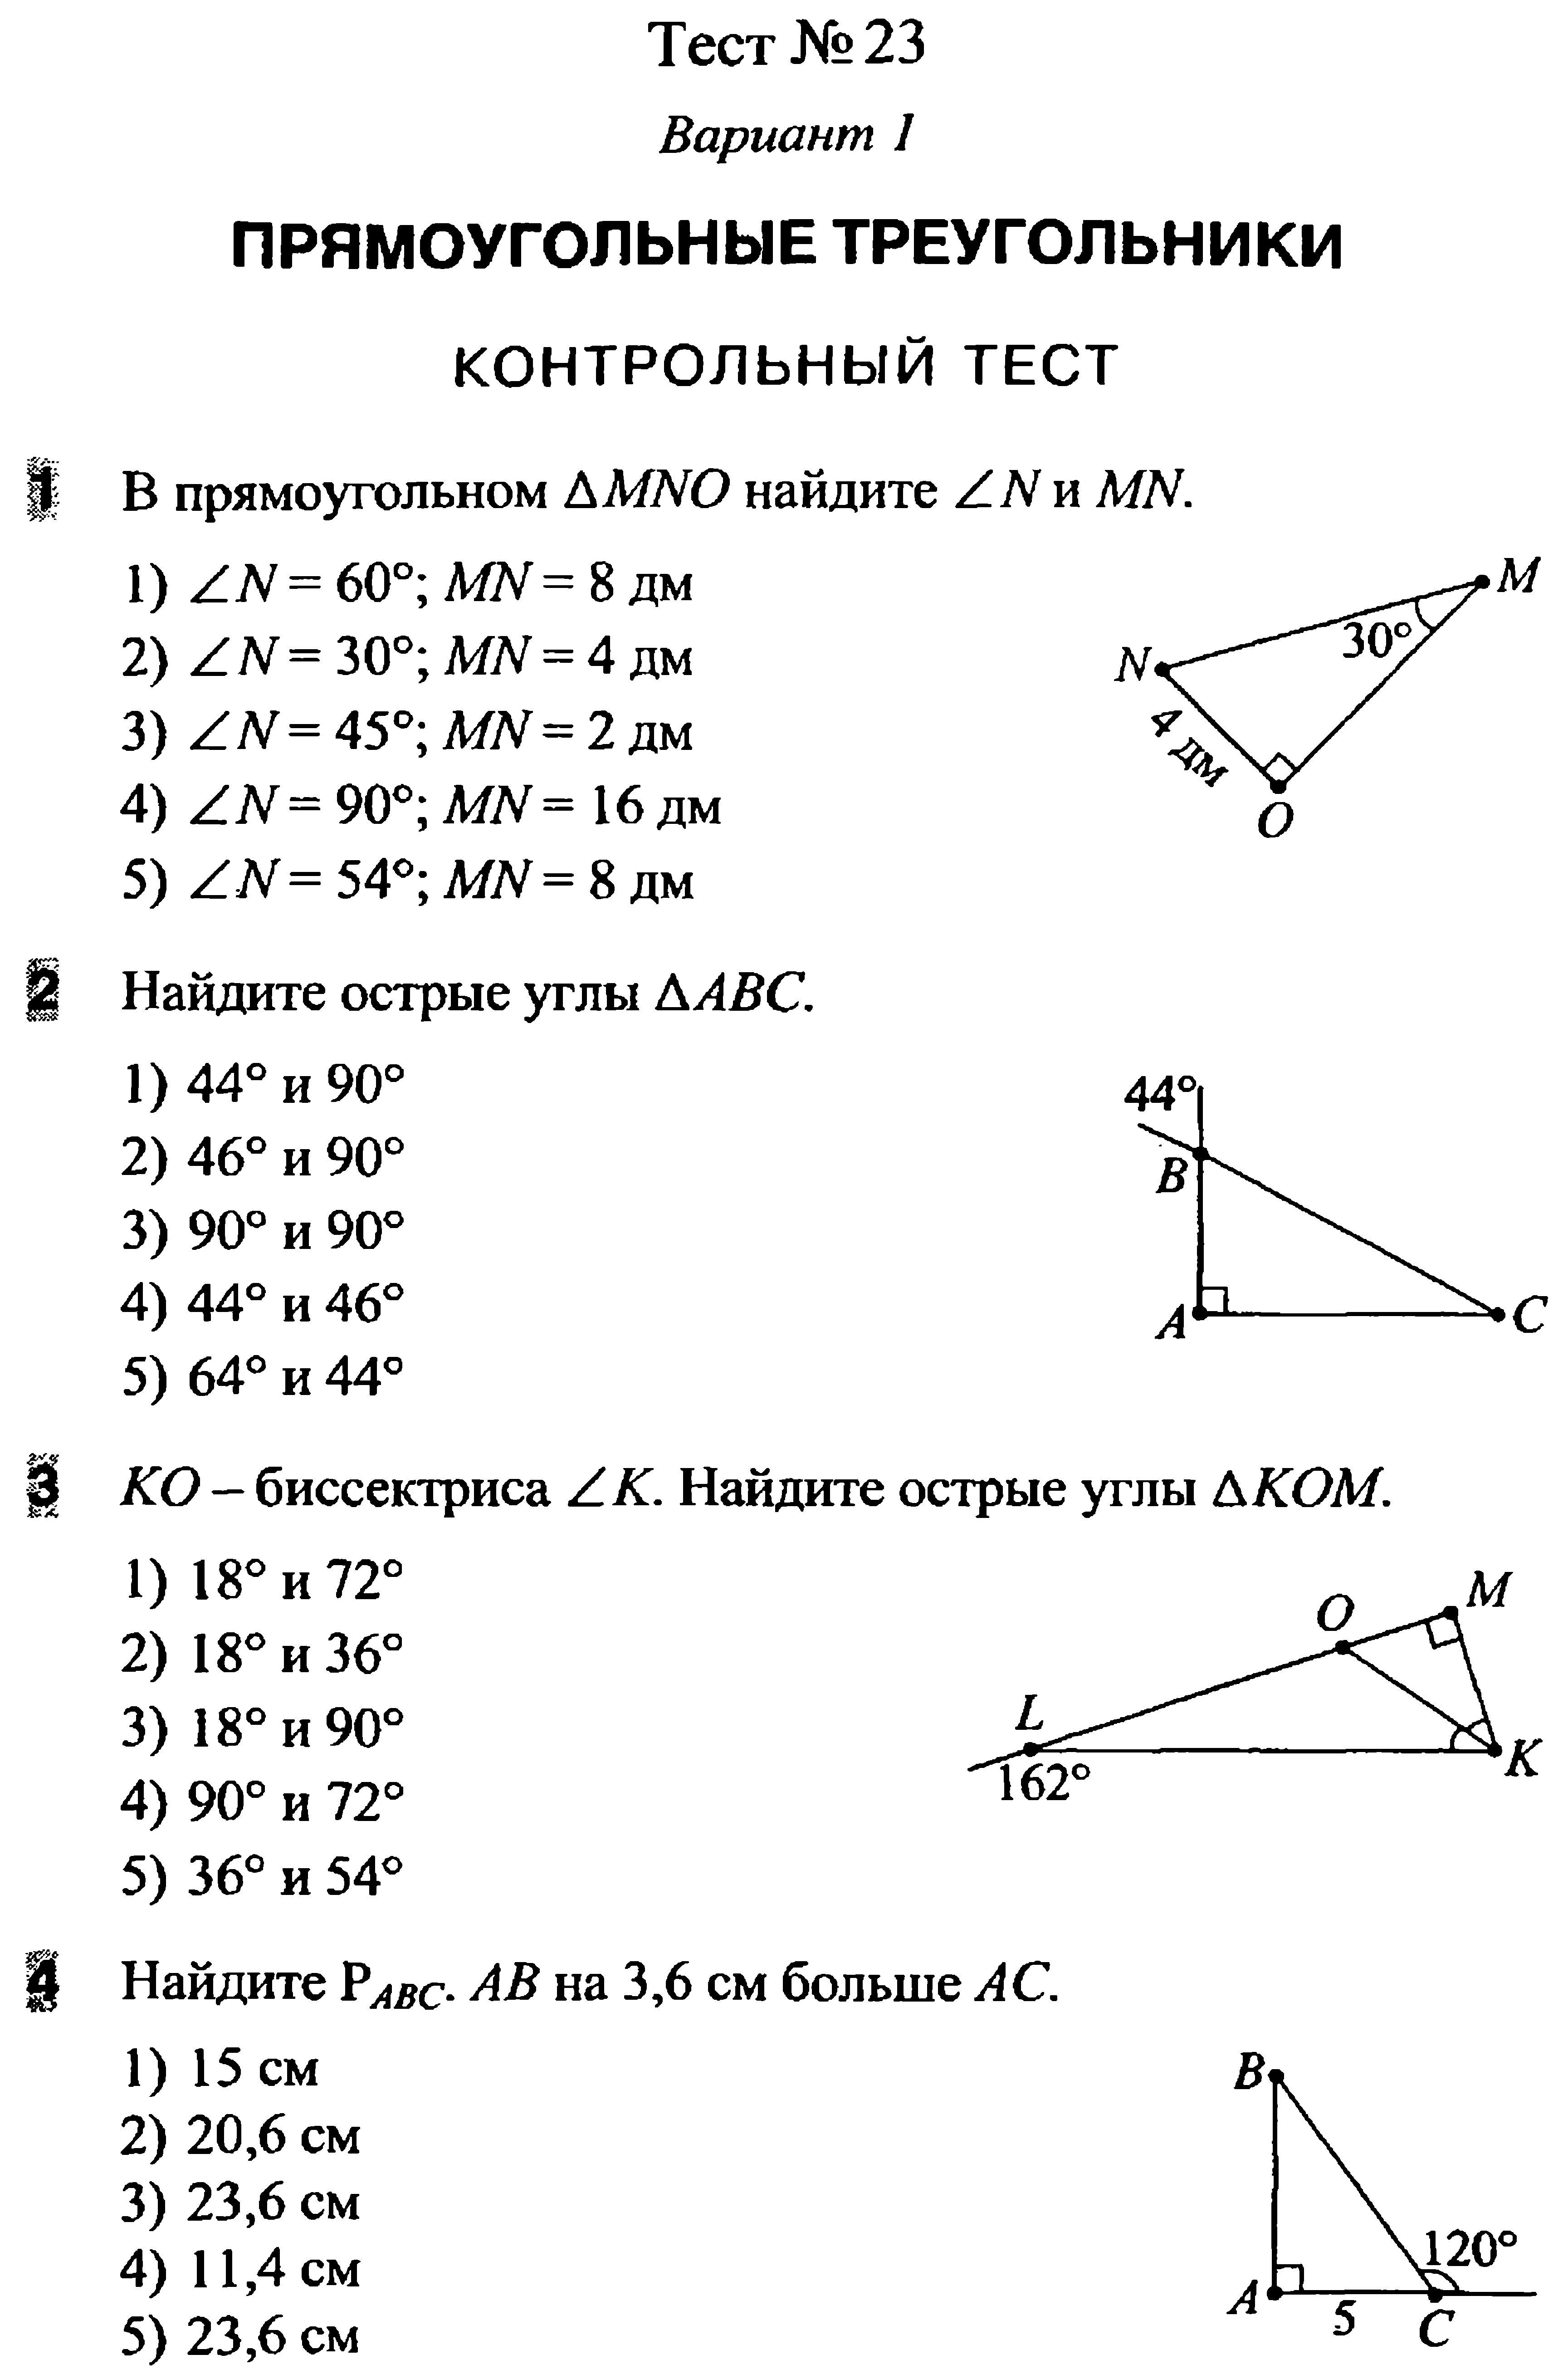 Тест №23
Вариант 1
ПРЯМОУГОЛЬНЫЕ ТРЕУГОЛЬНИКИ
КОНТРОЛЬНЫЙ ТЕСТ
1 В прямоугольном ΔMNO найдите ∠N и MN.
1) ∠N = 60°; MN = 8 дм
2) ∠N = 30°; MN = 4 дм
3) ∠N = 45°; MN = 2 дм
4) ∠N = 90°; MN = 16 дм
5) ∠N = 54°; MN = 8 дм
M
30°
N
4 дм
O
2 Найдите острые углы ΔABC.
1) 44° и 90°
2) 46° и 90°
3) 90° и 90°
4) 44° и 46°
5) 64° и 44°
44°
B
A
C
3 KO – биссектриса ∠K. Найдите острые углы ΔKOM.
1) 18° и 72°
2) 18° и 36°
3) 18° и 90°
4) 90° и 72°
5) 36° и 54°
M
O
L
K
162°
4 Найдите P_ABC. AB на 3,6 см больше AC.
1) 15 см
2) 20,6 см
3) 23,6 см
4) 11,4 см
5) 23,6 см
B
120°
A
5
C